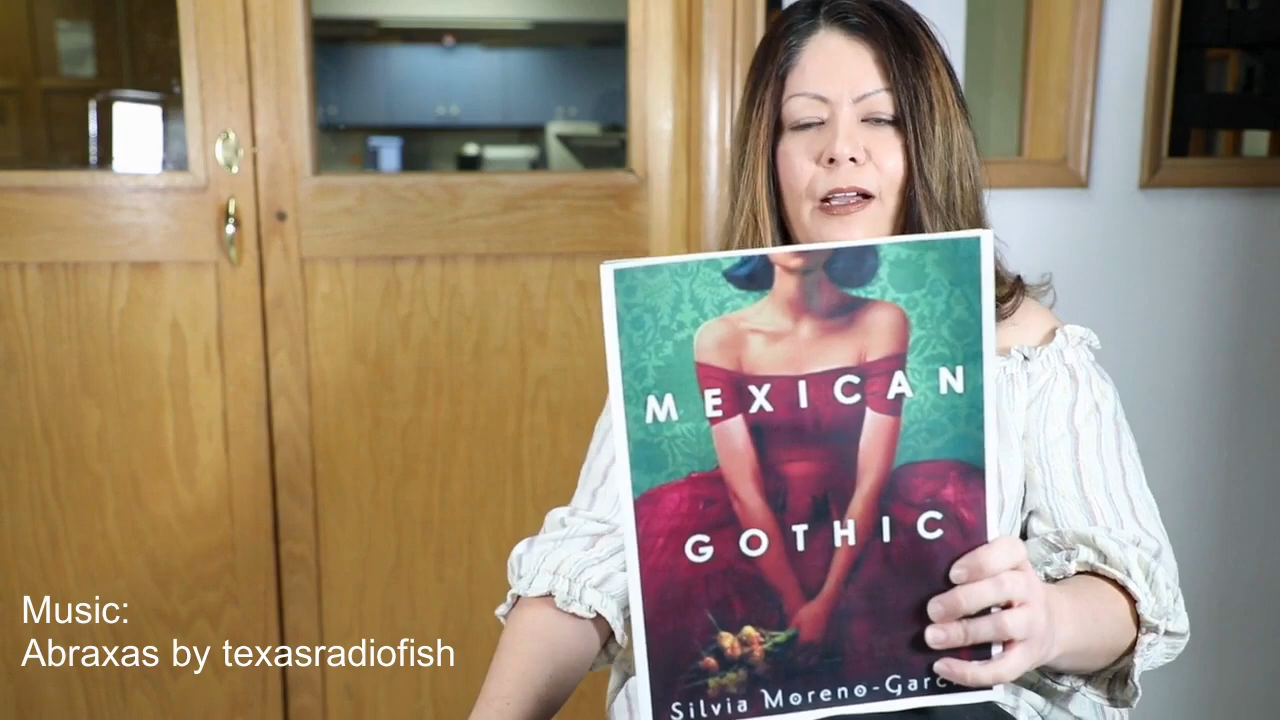 MEXICAN
GOTHIC
Silvia Moreno-Garc
Music:
Abraxas by texasradiofish